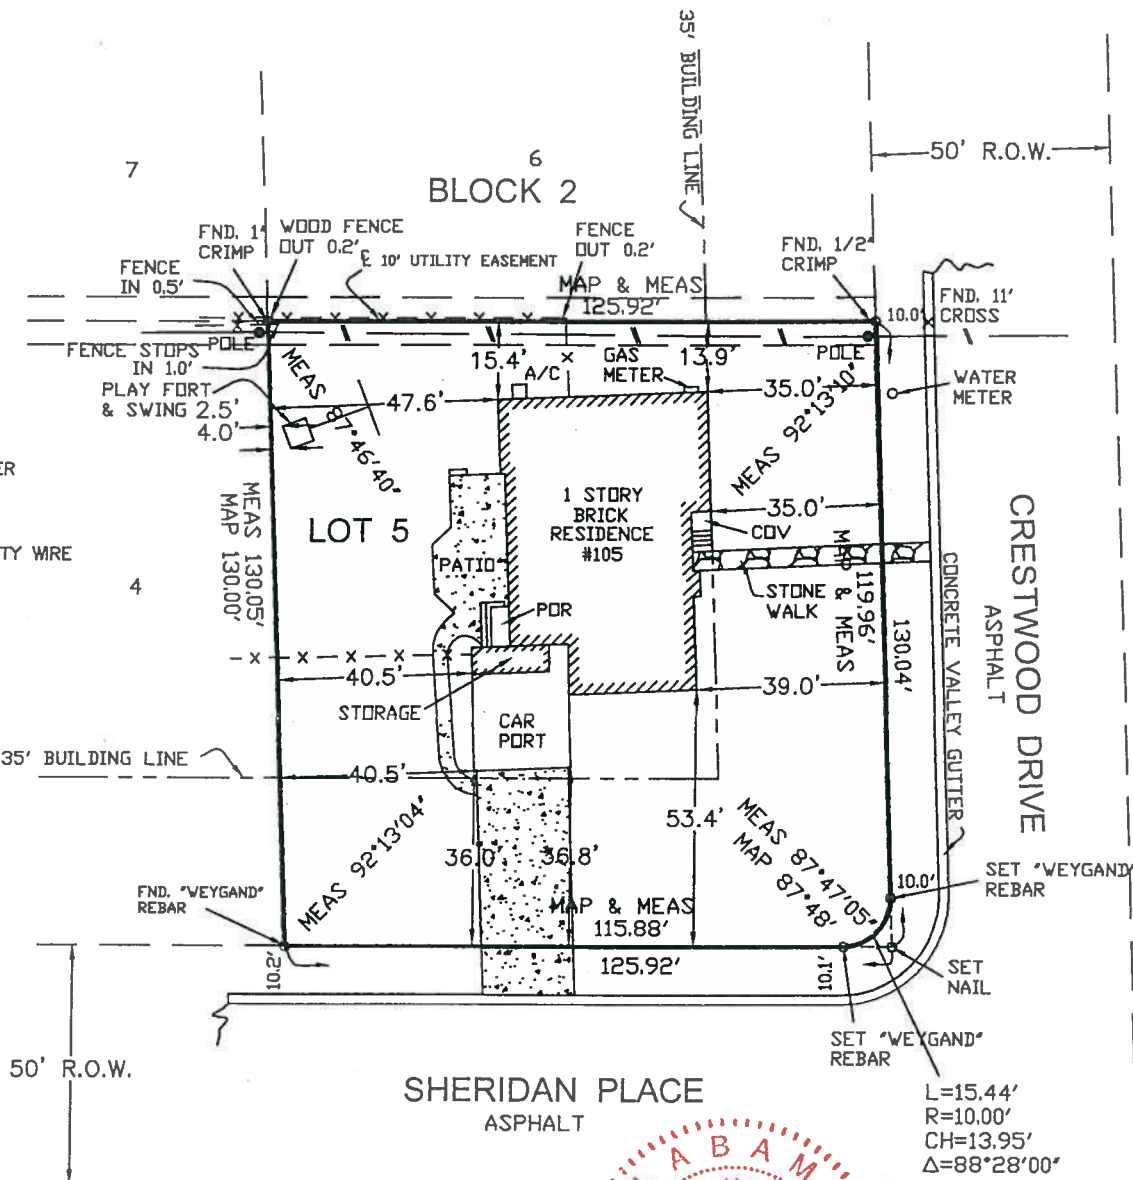 35' BUILDING LINE
50' R.O.W.
7
6
BLOCK 2
FND. 1"
CRIMP
WOOD FENCE
OUT 0.2'
℄ 10' UTILITY EASEMENT
FENCE
OUT 0.2'
FND. 1/2"
CRIMP
FENCE
IN 0.5'
MAP & MEAS
125.92'
10.0'
FND. 11'
CROSS
POLE
FENCE STOPS
IN 1.0'
15.4'
A/C
GAS
METER
13.9'
POLE
PLAY FORT
& SWING 2.5'
4.0'
47.6'
35.0'
WATER
METER
MEAS 87°46'40"
MEAS 92°13'10"
ER
MEAS 130.05'
MAP 130.00'
LOT 5
1 STORY
BRICK
RESIDENCE
#105
35.0'
COV
TY WIRE
4
PATIO
POR
STONE
WALK
MAP & MEAS
119.96'
130.04'
CONCRETE VALLEY GUTTER
CRESTWOOD DRIVE
ASPHALT
40.5'
STORAGE
39.0'
CAR
PORT
35' BUILDING LINE
40.5'
53.4'
MEAS 92°13'04"
36.0'
36.8'
MEAS 87°47'05"
MAP 87°48'
FND. "WEYGAND"
REBAR
10.0'
SET "WEYGAND"
REBAR
MAP & MEAS
115.88'
10.2'
125.92'
10.1'
SET
NAIL
SET "WEYGAND"
REBAR
50' R.O.W.
SHERIDAN PLACE
ASPHALT
L=15.44'
R=10.00'
CH=13.95'
Δ=88°28'00"
ABAM